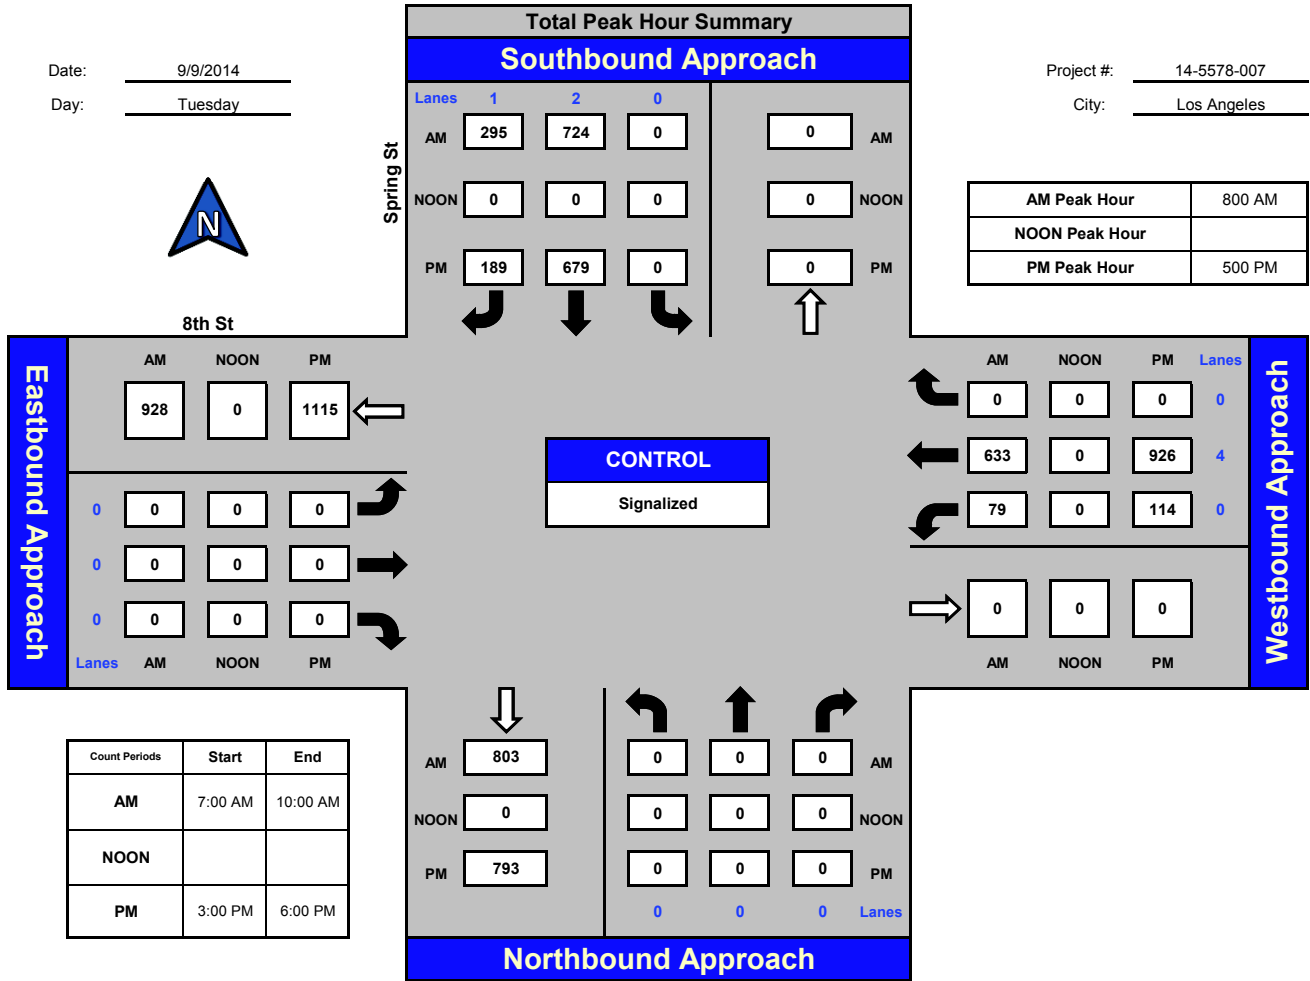 Total Peak Hour Summary
Southbound Approach
Date: 9/9/2014
Day: Tuesday
Project #: 14-5578-007
City: Los Angeles
N
Spring St
Lanes 1 2 0
AM 295 724 0 0 AM
NOON 0 0 0 0 NOON
PM 189 679 0 0 PM
AM Peak Hour 800 AM
NOON Peak Hour
PM Peak Hour 500 PM
8th St
Eastbound Approach
AM NOON PM
928 0 1115
0 0 0 0
0 0 0 0
0 0 0 0
Lanes AM NOON PM
CONTROL
Signalized
AM NOON PM Lanes
0 0 0 0
633 0 926 4
79 0 114 0
0 0 0
AM NOON PM
Westbound Approach
Count Periods Start End
AM 7:00 AM 10:00 AM
NOON
PM 3:00 PM 6:00 PM
AM 803 0 0 0 AM
NOON 0 0 0 0 NOON
PM 793 0 0 0 PM
0 0 0 Lanes
Northbound Approach